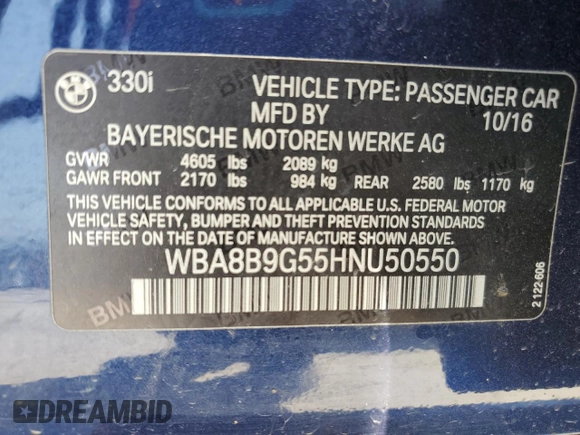 330i
VEHICLE TYPE: PASSENGER CAR
MFD BY 10/16
BAYERISCHE MOTOREN WERKE AG
GVWR 4605 lbs 2089 kg
GAWR FRONT 2170 lbs 984 kg REAR 2580 lbs 1170 kg
THIS VEHICLE CONFORMS TO ALL APPLICABLE U.S. FEDERAL MOTOR
VEHICLE SAFETY, BUMPER AND THEFT PREVENTION STANDARDS
IN EFFECT ON THE DATE OF MANUFACTURE SHOWN ABOVE.
WBA8B9G55HNU50550
2 122 606
DREAMBID